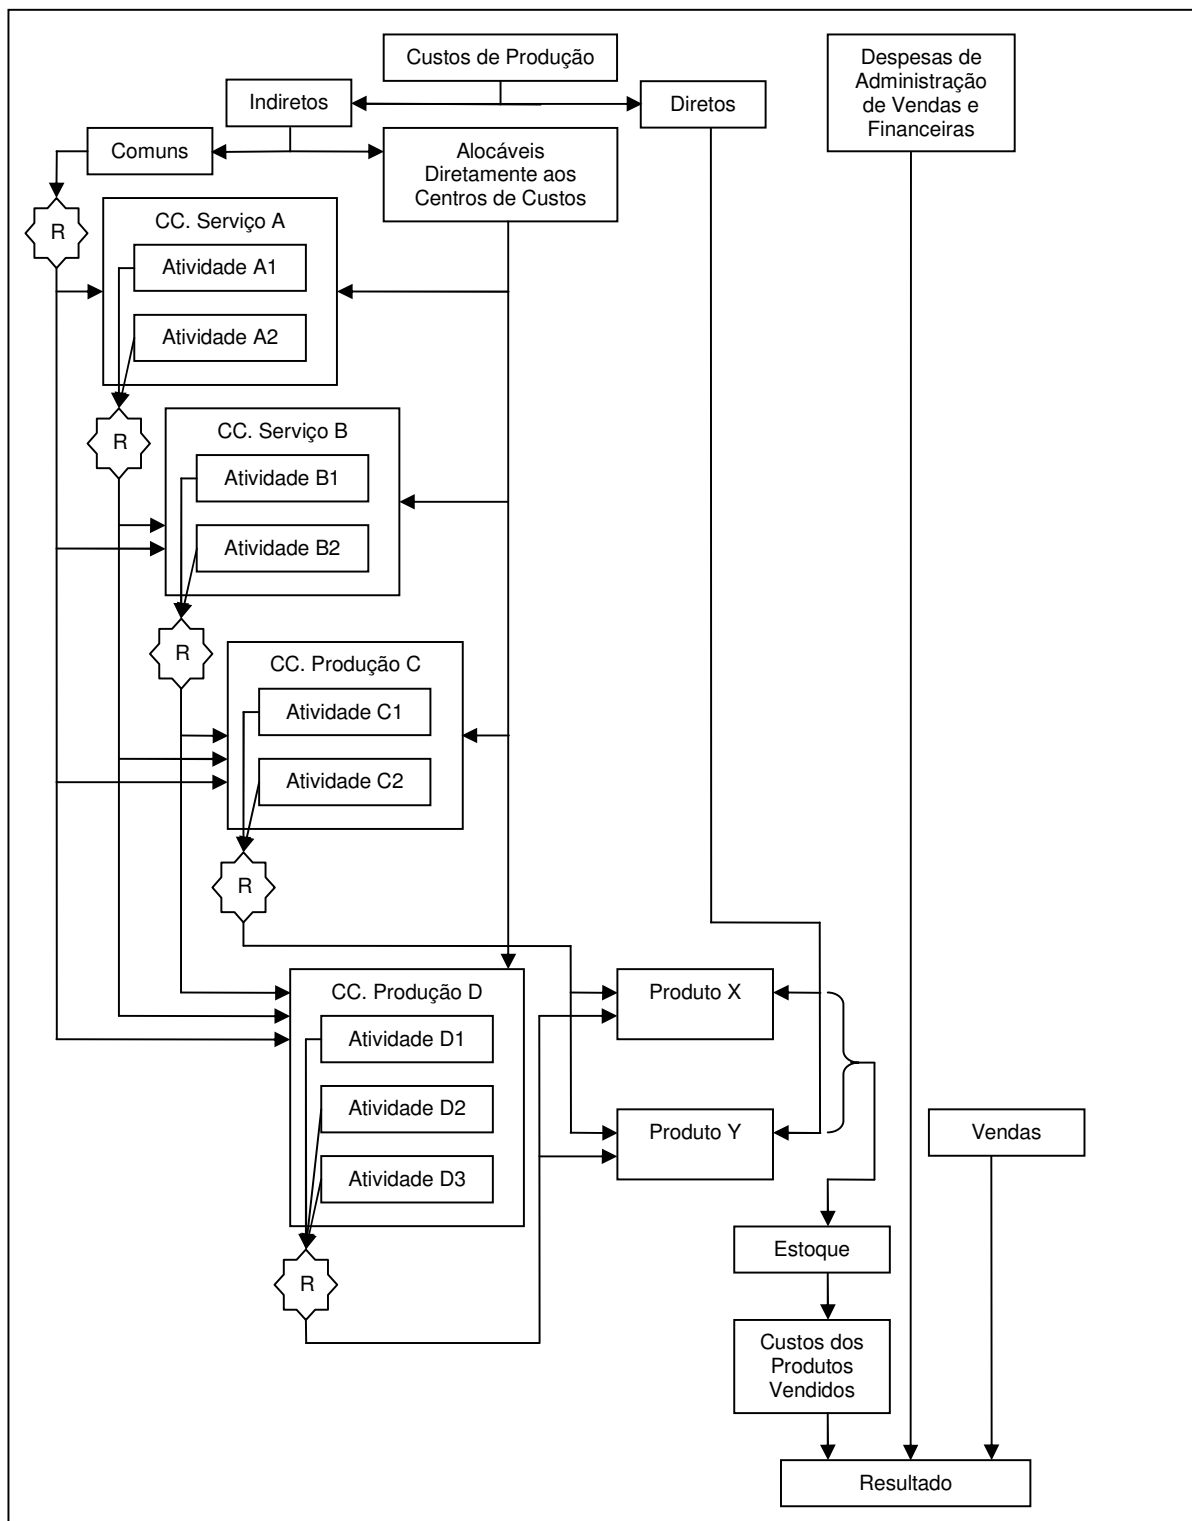 Custos de Produção
Despesas de
Administração
de Vendas e
Financeiras
Indiretos
Diretos
Comuns
Alocáveis
Diretamente aos
Centros de Custos
R
CC. Serviço A
Atividade A1
Atividade A2
R
CC. Serviço B
Atividade B1
Atividade B2
R
CC. Produção C
Atividade C1
Atividade C2
R
CC. Produção D
Atividade D1
Atividade D2
Atividade D3
R
Produto X
Produto Y
Vendas
Estoque
Custos dos
Produtos
Vendidos
Resultado